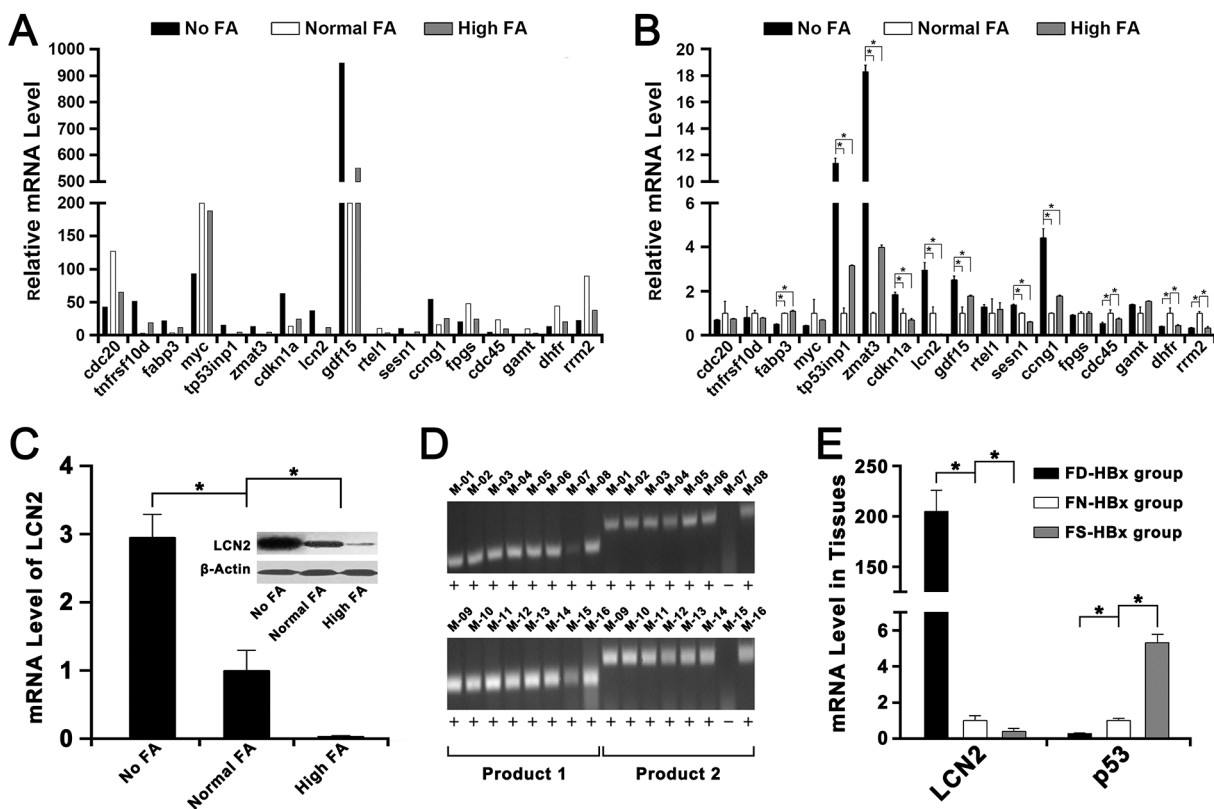 A
No FA
Normal FA
High FA
Relative mRNA Level
1000
900
800
700
600
500
200
150
100
50
0
cdc20
tnfrsf10d
fabp3
myc
tp53inp1
zmat3
cdkn1a
lcn2
gdf15
rtel1
sesn1
ccng1
fpgs
cdc45
gamt
dhfr
rrm2
B
No FA
Normal FA
High FA
Relative mRNA Level
20
18
16
14
12
10
6
4
2
0
* * * * * * * * * * * * * * * * * * * * * *
cdc20
tnfrsf10d
fabp3
myc
tp53inp1
zmat3
cdkn1a
lcn2
gdf15
rtel1
sesn1
ccng1
fpgs
cdc45
gamt
dhfr
rrm2
C
mRNA Level of LCN2
4
3
2
1
0
* *
LCN2
β-Actin
No FA
Normal FA
High FA
No FA
Normal FA
High FA
D
M-01 M-02 M-03 M-04 M-05 M-06 M-07 M-08 M-01 M-02 M-03 M-04 M-05 M-06 M-07 M-08
+ + + + + + + + + + + + + + − +
M-09 M-10 M-11 M-12 M-13 M-14 M-15 M-16 M-09 M-10 M-11 M-12 M-13 M-14 M-15 M-16
+ + + + + + + + + + + + + + − +
Product 1
Product 2
E
mRNA Level in Tissues
250
200
150
100
6
4
2
0
* *
* *
FD-HBx group
FN-HBx group
FS-HBx group
LCN2
p53